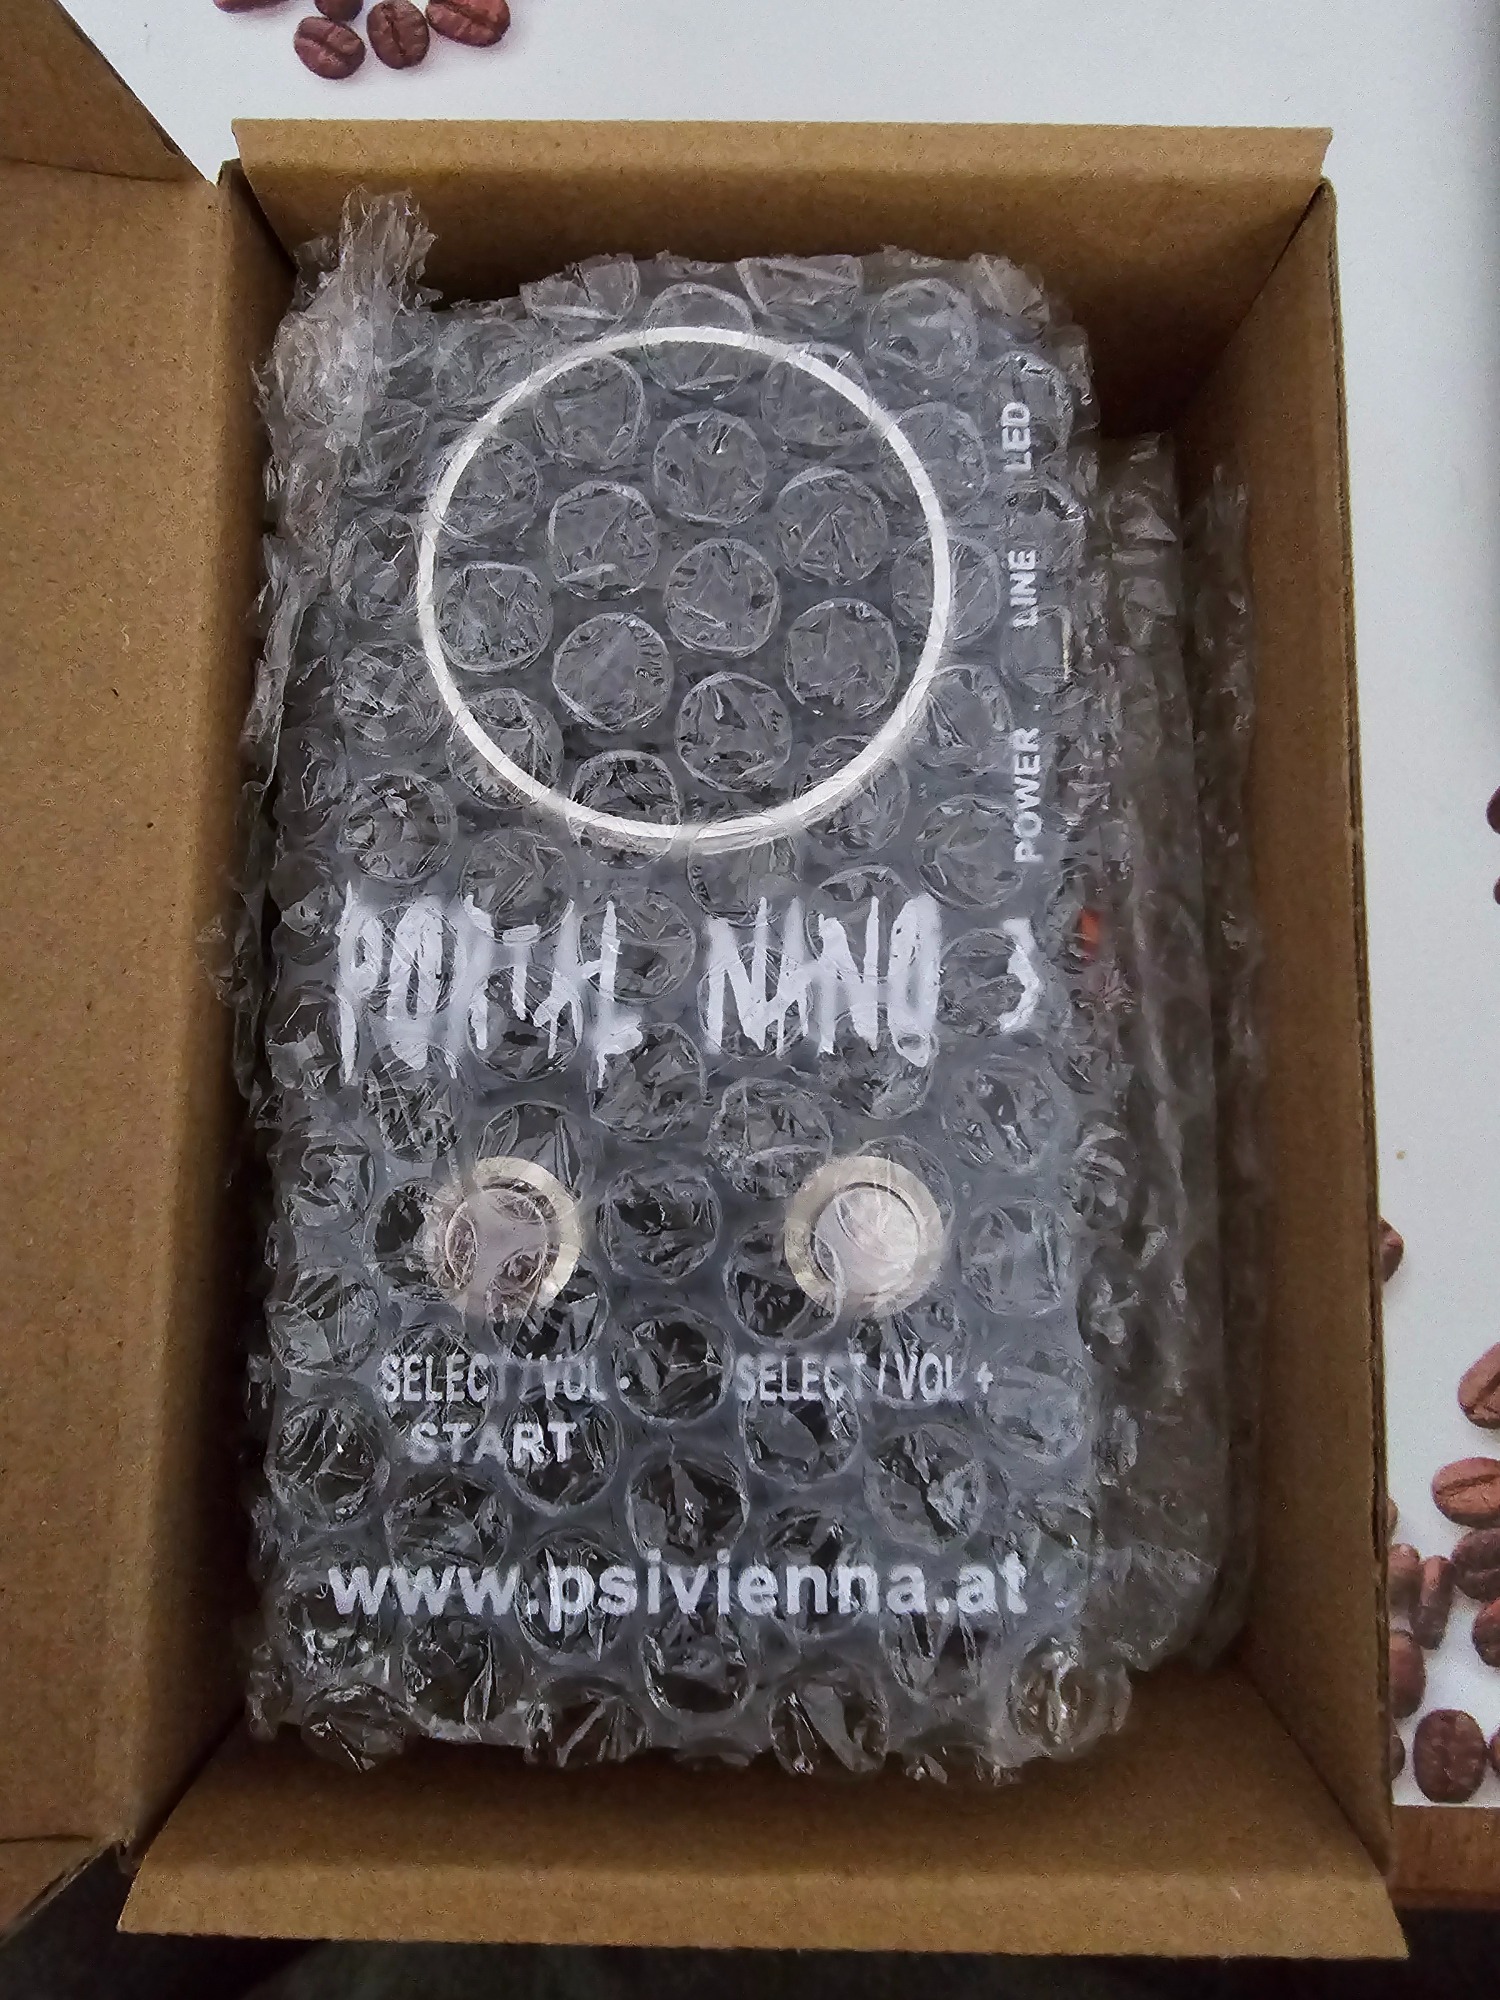 LED
LINE
POWER
PORTAL NANO 3
SELECT/VOL -
SELECT/VOL +
START
www.psivienna.at